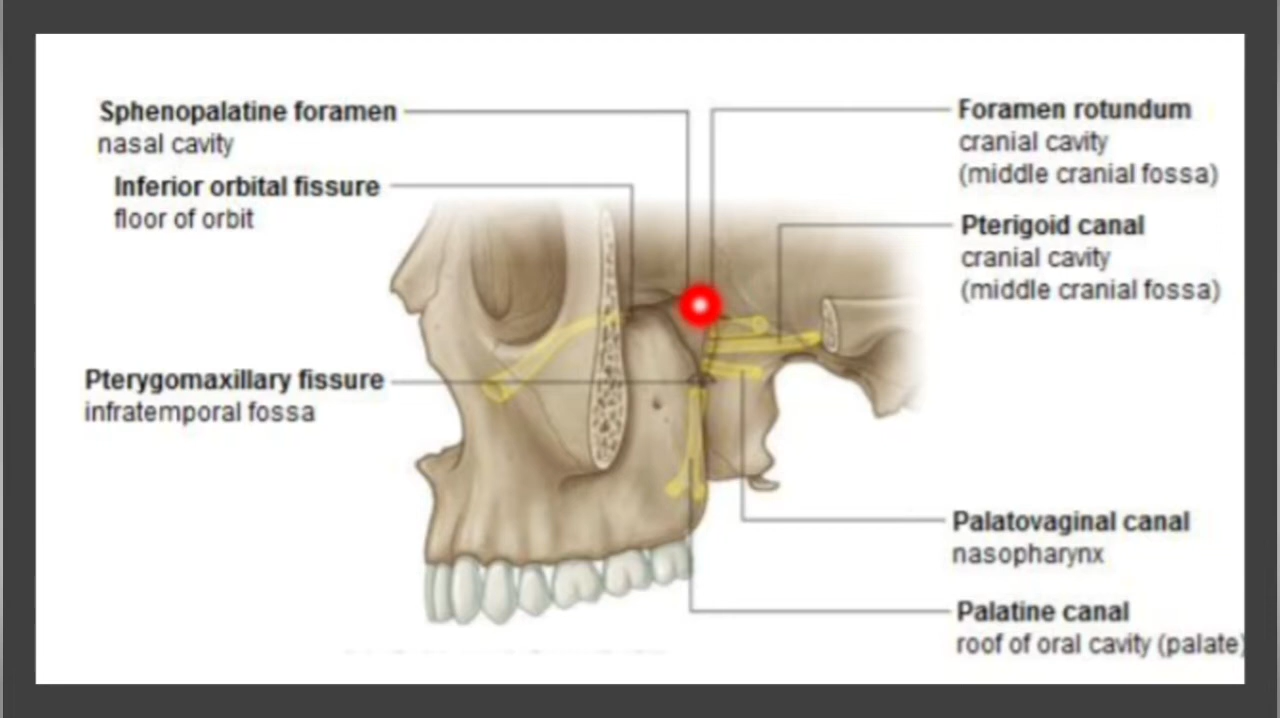 Sphenopalatine foramen
nasal cavity
Inferior orbital fissure
floor of orbit
Pterygomaxillary fissure
infratemporal fossa
Foramen rotundum
cranial cavity
(middle cranial fossa)
Pterigoid canal
cranial cavity
(middle cranial fossa)
Palatovaginal canal
nasopharynx
Palatine canal
roof of oral cavity (palate)